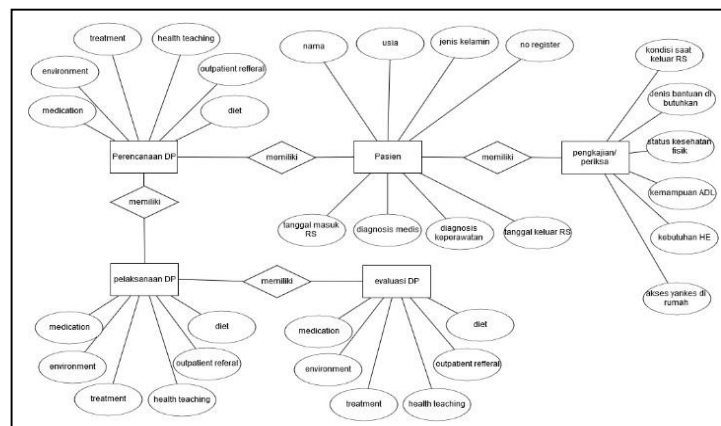 treatment
health teaching
environment
outpatient refferal
medication
diet
Perencanaan DP
memiliki
nama
usia
jenis kelamin
no register
Pasien
memiliki
tanggal masuk
RS
diagnosis medis
diagnosis
keperawatan
tanggal keluar RS
pengkajian/
periksa
kondisi saat
keluar RS
jenis bantuan di
butuhkan
status kesehatan
fisik
kemampuan ADL
kebutuhan HE
akses yankes di
rumah
memiliki
pelaksanaan DP
memiliki
evaluasi DP
medication
diet
environment
outpatient referal
treatment
health teaching
medication
diet
environment
outpatient refferal
treatment
health teaching